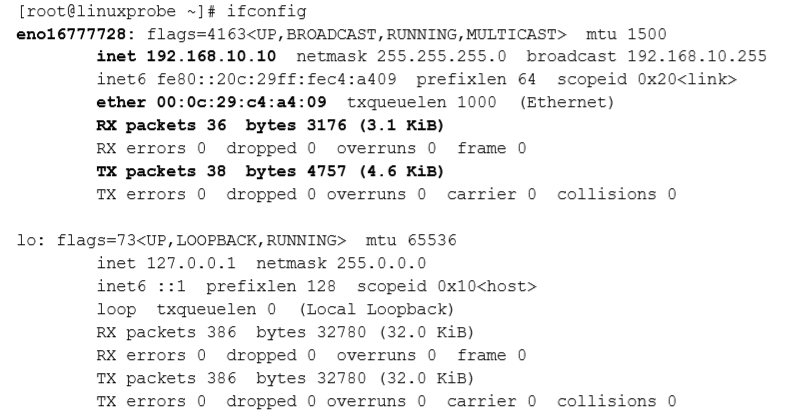 [root@linuxprobe ~]# ifconfig
eno16777728: flags=4163<UP,BROADCAST,RUNNING,MULTICAST>  mtu 1500
        inet 192.168.10.10  netmask 255.255.255.0  broadcast 192.168.10.255
        inet6 fe80::20c:29ff:fec4:a409  prefixlen 64  scopeid 0x20<link>
        ether 00:0c:29:c4:a4:09  txqueuelen 1000  (Ethernet)
        RX packets 36  bytes 3176 (3.1 KiB)
        RX errors 0  dropped 0  overruns 0  frame 0
        TX packets 38  bytes 4757 (4.6 KiB)
        TX errors 0  dropped 0 overruns 0  carrier 0  collisions 0

lo: flags=73<UP,LOOPBACK,RUNNING>  mtu 65536
        inet 127.0.0.1  netmask 255.0.0.0
        inet6 ::1  prefixlen 128  scopeid 0x10<host>
        loop  txqueuelen 0  (Local Loopback)
        RX packets 386  bytes 32780 (32.0 KiB)
        RX errors 0  dropped 0  overruns 0  frame 0
        TX packets 386  bytes 32780 (32.0 KiB)
        TX errors 0  dropped 0 overruns 0  carrier 0  collisions 0